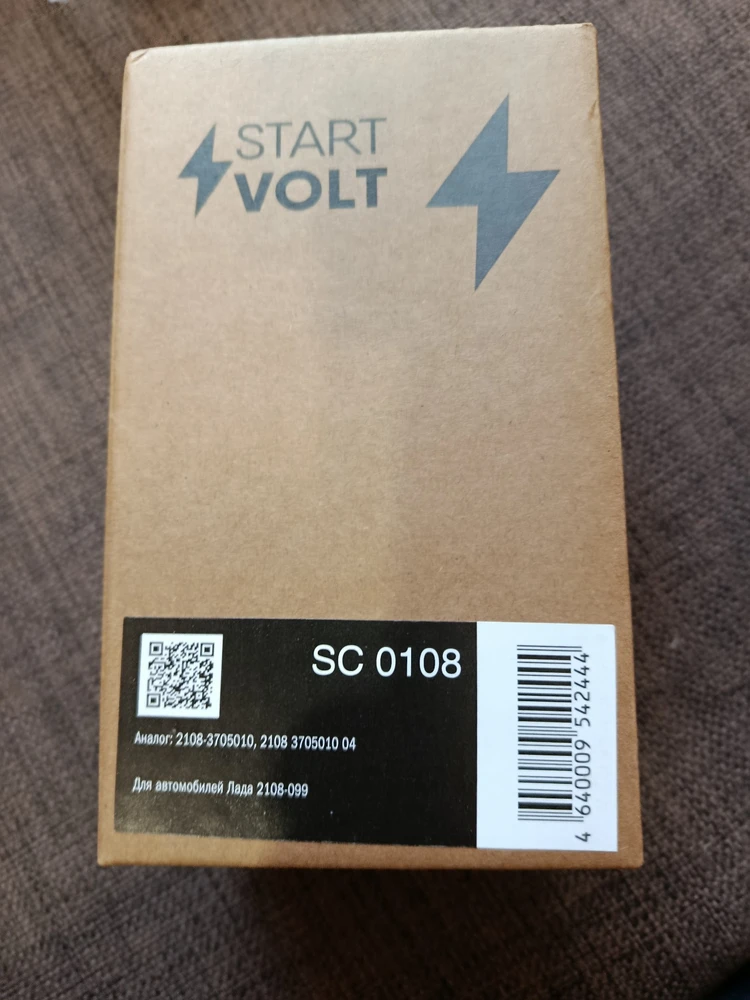 START
VOLT
SC 0108
Аналог: 2108-3705010, 2108 3705010 04
Для автомобилей Лада 2108-099
4 640009 542444